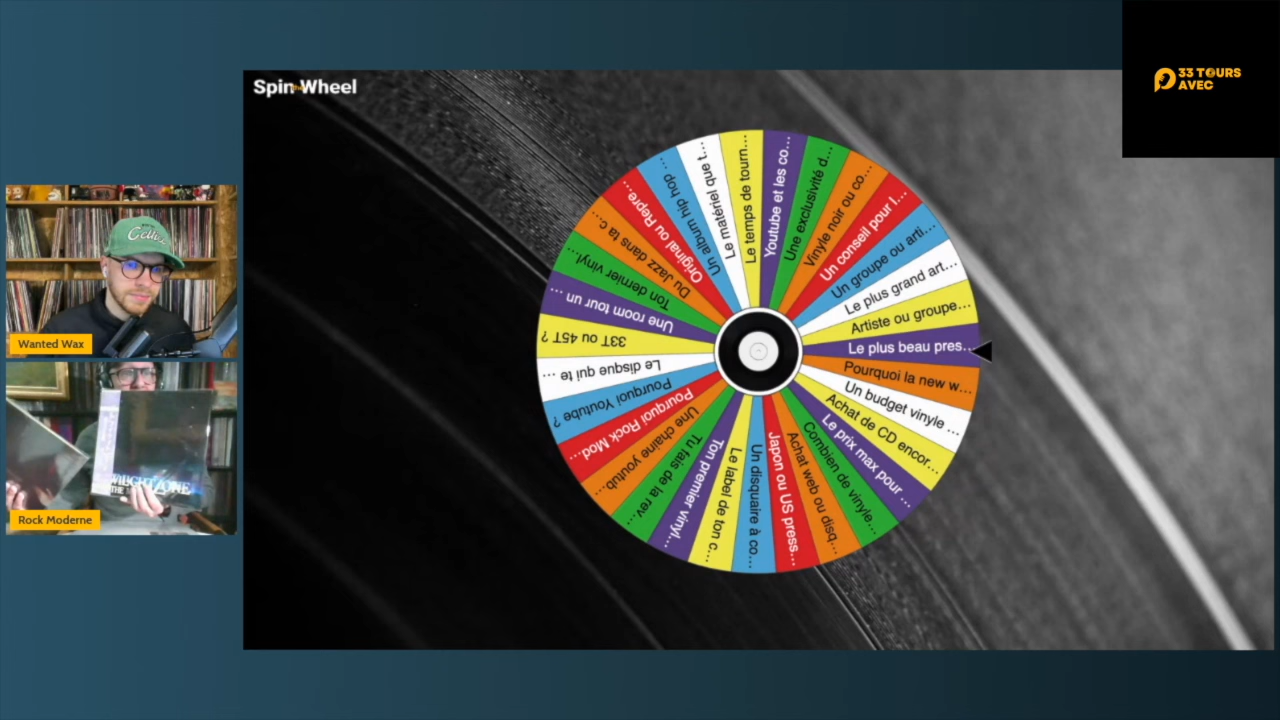 Spin The Wheel
33 TOURS
AVEC
Le temps de tourn...
Youtube et les co...
Une exclusivité d...
Vinyle noir ou co...
Un conseil pour l...
Un groupe ou arti...
Le plus grand art...
Artiste ou groupe...
Le plus beau pres...
Pourquoi la new w...
Un budget vinyle ...
Achat de CD encor...
Le prix max pour ...
Combien de vinyle...
Achat web ou disq...
Japon ou US press...
Un disquaire à co...
Le label de ton c...
Ton premier vinyl...
Tu fais de la rev...
Une chaine youtub...
Pourquoi Rock Mod...
Pourquoi Youtube ?
Le disque qui te ...
33T ou 45T ?
Une room tour un ...
Ton dernier vinyl...
Du Jazz dans ta c...
Original ou Repre...
Un album hip hop ...
Le matériel que t...
Wanted Wax
TWILIGHT ZONE
Rock Moderne